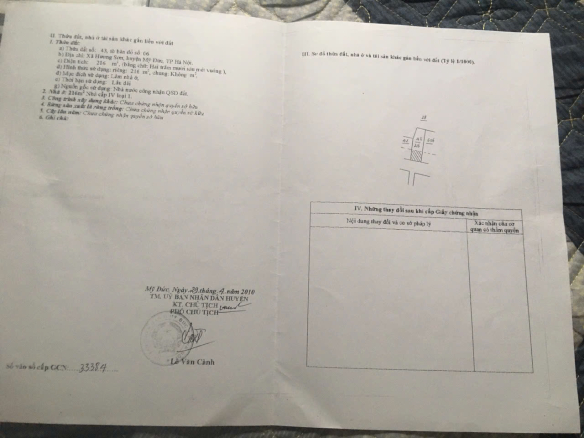 II. Thửa đất, nhà ở và tài sản khác gắn liền với đất
1. Thửa đất:
a) Thửa đất số: 45, tờ bản đồ số: 06
b) Địa chỉ: Xã Hương Sơn, huyện Mỹ Đức, TP Hà Nội.
c) Diện tích: 216 m², (bằng chữ: Hai trăm mười sáu mét vuông),
d) Hình thức sử dụng: riêng: 216 m², chung: Không m²,
đ) Mục đích sử dụng: Làm nhà ở
e) Thời hạn sử dụng: Lâu dài
g) Nguồn gốc sử dụng: Nhà nước công nhận QSD đất.
2. Nhà ở: m² Nhà cấp IV loại 1.
3. Công trình xây dựng khác: Chưa chứng nhận quyền sở hữu
4. Rừng sản xuất là rừng trồng: Chưa chứng nhận quyền sở hữu
5. Cây lâu năm: Chưa chứng nhận quyền sở hữu
6. Ghi chú:
Mỹ Đức, Ngày 29 tháng 4 năm 2010
TM. UỶ BAN NHÂN DÂN HUYỆN
KT. CHỦ TỊCH
PHÓ CHỦ TỊCH
Lê Văn Cảnh
Số vào sổ cấp GCN: 33384
III. Sơ đồ thửa đất, nhà ở và tài sản khác gắn liền với đất (Tỷ lệ 1/1000).
IV. Những thay đổi sau khi cấp Giấy chứng nhận
Nội dung thay đổi và cơ sở pháp lý
Xác nhận của cơ
quan có thẩm quyền